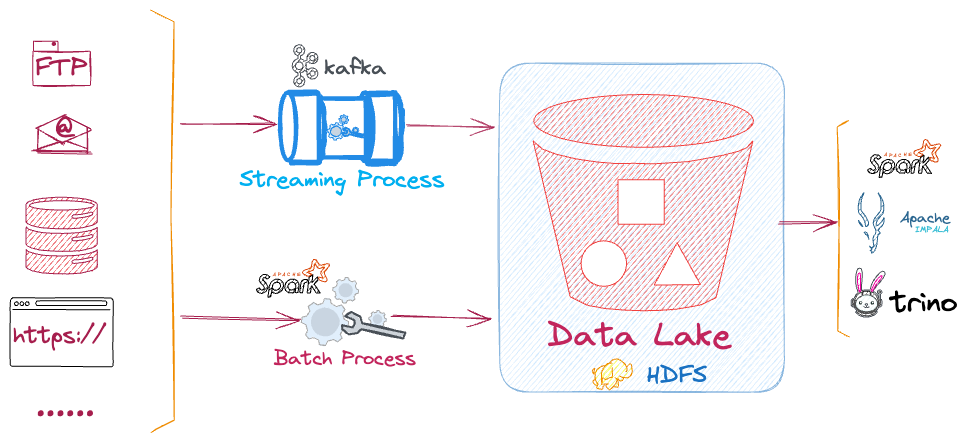 FTP
@
https://
kafka
Streaming Process
APACHE
Spark
Batch Process
Data Lake
HDFS
APACHE
Spark
Apache
IMPALA
trino